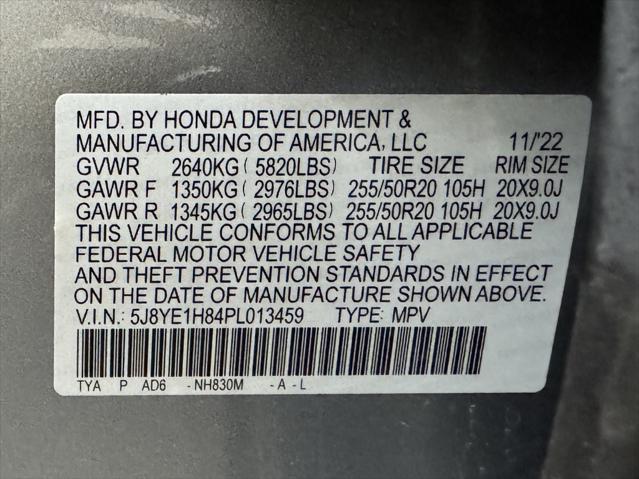 MFD. BY HONDA DEVELOPMENT &
MANUFACTURING OF AMERICA, LLC 11/'22
GVWR 2640KG ( 5820LBS) TIRE SIZE RIM SIZE
GAWR F 1350KG ( 2976LBS) 255/50R20 105H 20X9.0J
GAWR R 1345KG ( 2965LBS) 255/50R20 105H 20X9.0J
THIS VEHICLE CONFORMS TO ALL APPLICABLE
FEDERAL MOTOR VEHICLE SAFETY
AND THEFT PREVENTION STANDARDS IN EFFECT
ON THE DATE OF MANUFACTURE SHOWN ABOVE.
V.I.N.: 5J8YE1H84PL013459 TYPE: MPV
TYA P AD6 - NH830M - A - L